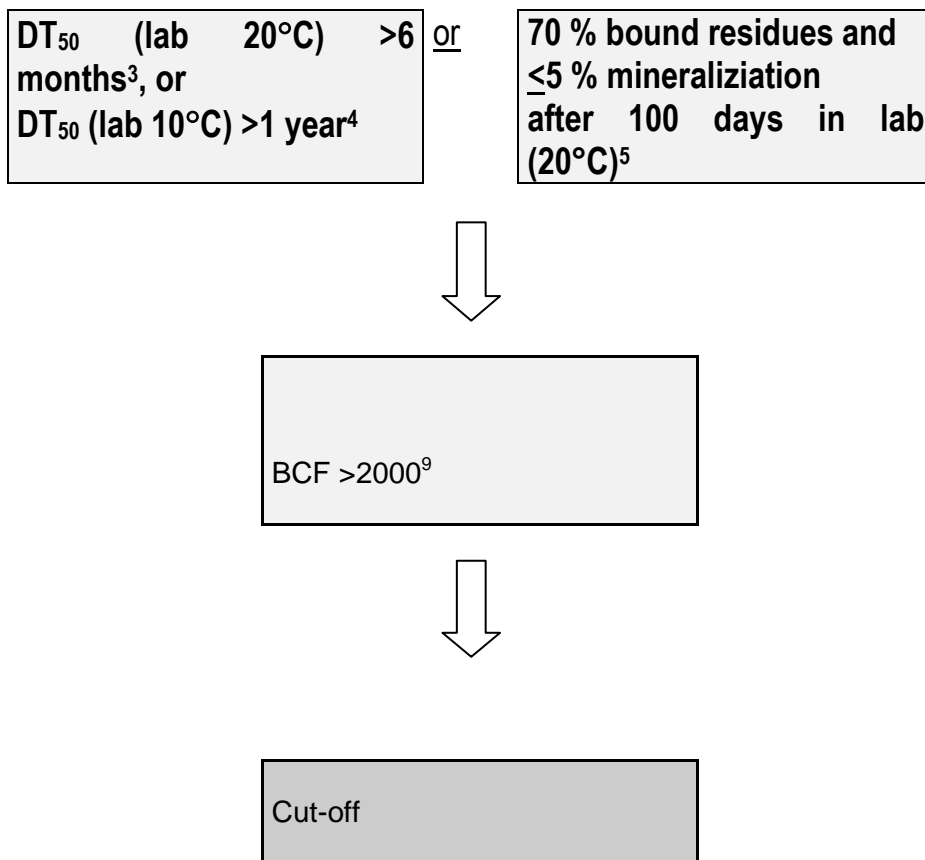 DT50 (lab 20°C) >6
months3, or
DT50 (lab 10°C) >1 year4
or
70 % bound residues and
≤5 % mineraliziation
after 100 days in lab
(20°C)5
BCF >20009
Cut-off